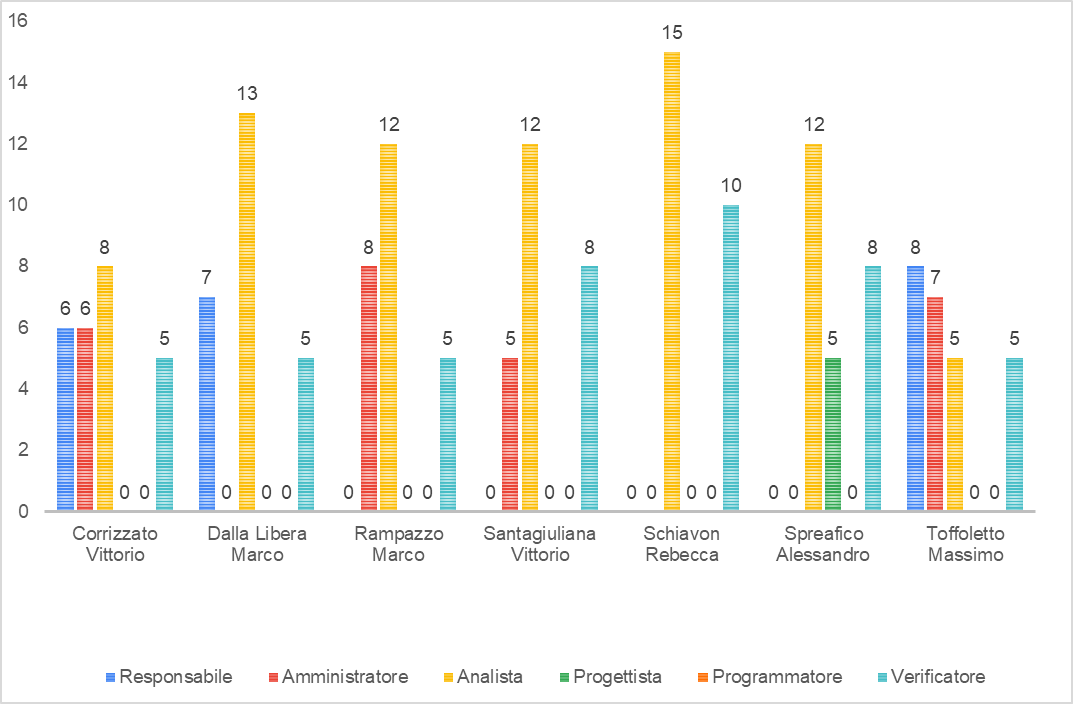 16
14
12
10
8
6
4
2
0
6 6 8 0 0 5
7 0 13 0 0 5
0 8 12 0 0 5
0 5 12 0 0 8
0 0 15 0 0 10
0 0 12 5 0 8
8 7 5 0 0 5
Corrizzato
Vittorio
Dalla Libera
Marco
Rampazzo
Marco
Santagiuliana
Vittorio
Schiavon
Rebecca
Spreafico
Alessandro
Toffoletto
Massimo
Responsabile Amministratore Analista Progettista Programmatore Verificatore